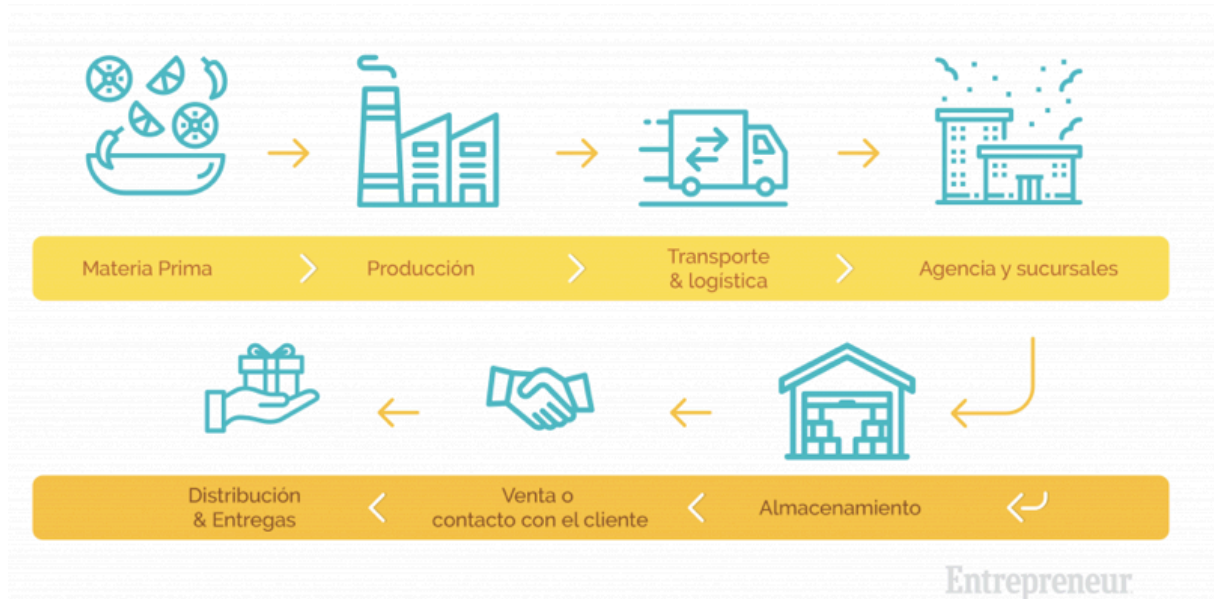 Materia Prima
Producción
Transporte
& logística
Agencia y sucursales
Distribución
& Entregas
Venta o
contacto con el cliente
Almacenamiento
Entrepreneur